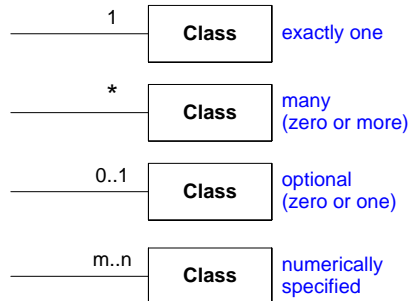 1
Class
exactly one
*
Class
many
(zero or more)
0..1
Class
optional
(zero or one)
m..n
Class
numerically
specified